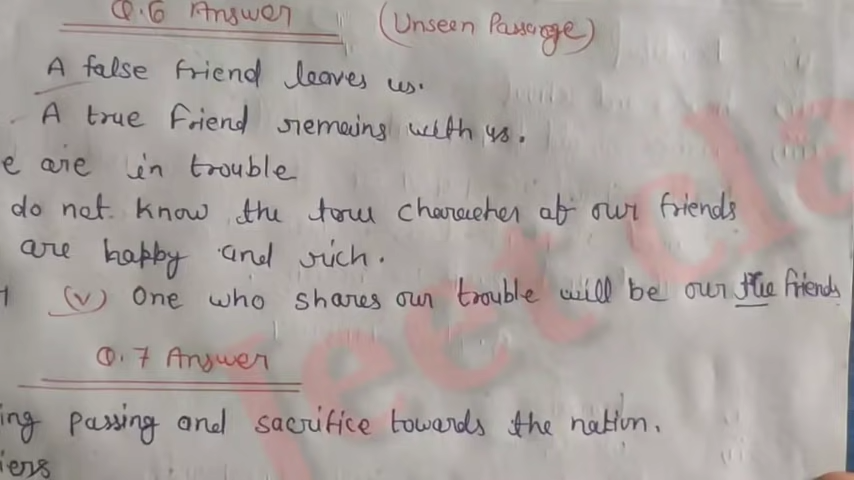 Q.6 Answer (Unseen Passage)
A false friend leaves us.
A true friend remains with us.
e are in trouble
do not know the true character of our friends
are happy and rich.
(v) One who shares our trouble will be our true friends
Q.7 Answer
ing passing and sacrifice towards the nation.
iers
Jeet cla